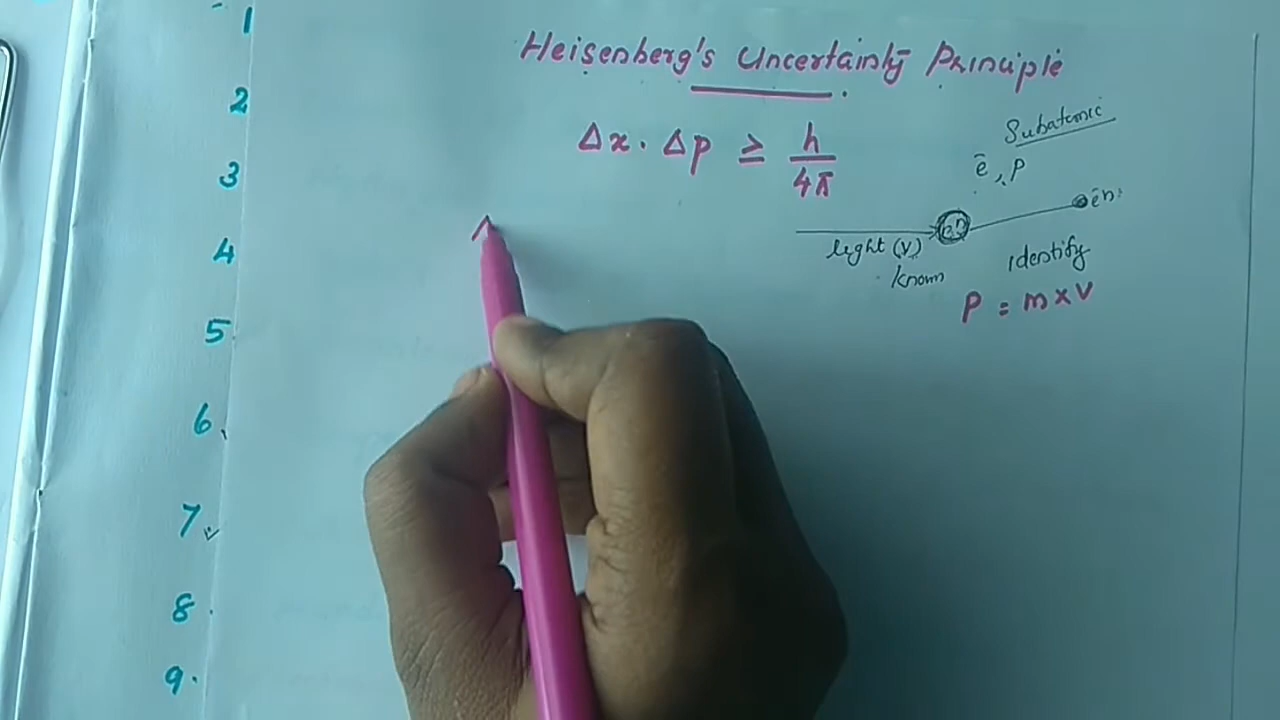 1
2
3
4
5.
6
7
8.
9.
Heisenberg's Uncertainty Principle
Δx . Δp ≥ h/4π
Subatomic
ē, p
ēn:
light (v)
known
identify
P = m x v